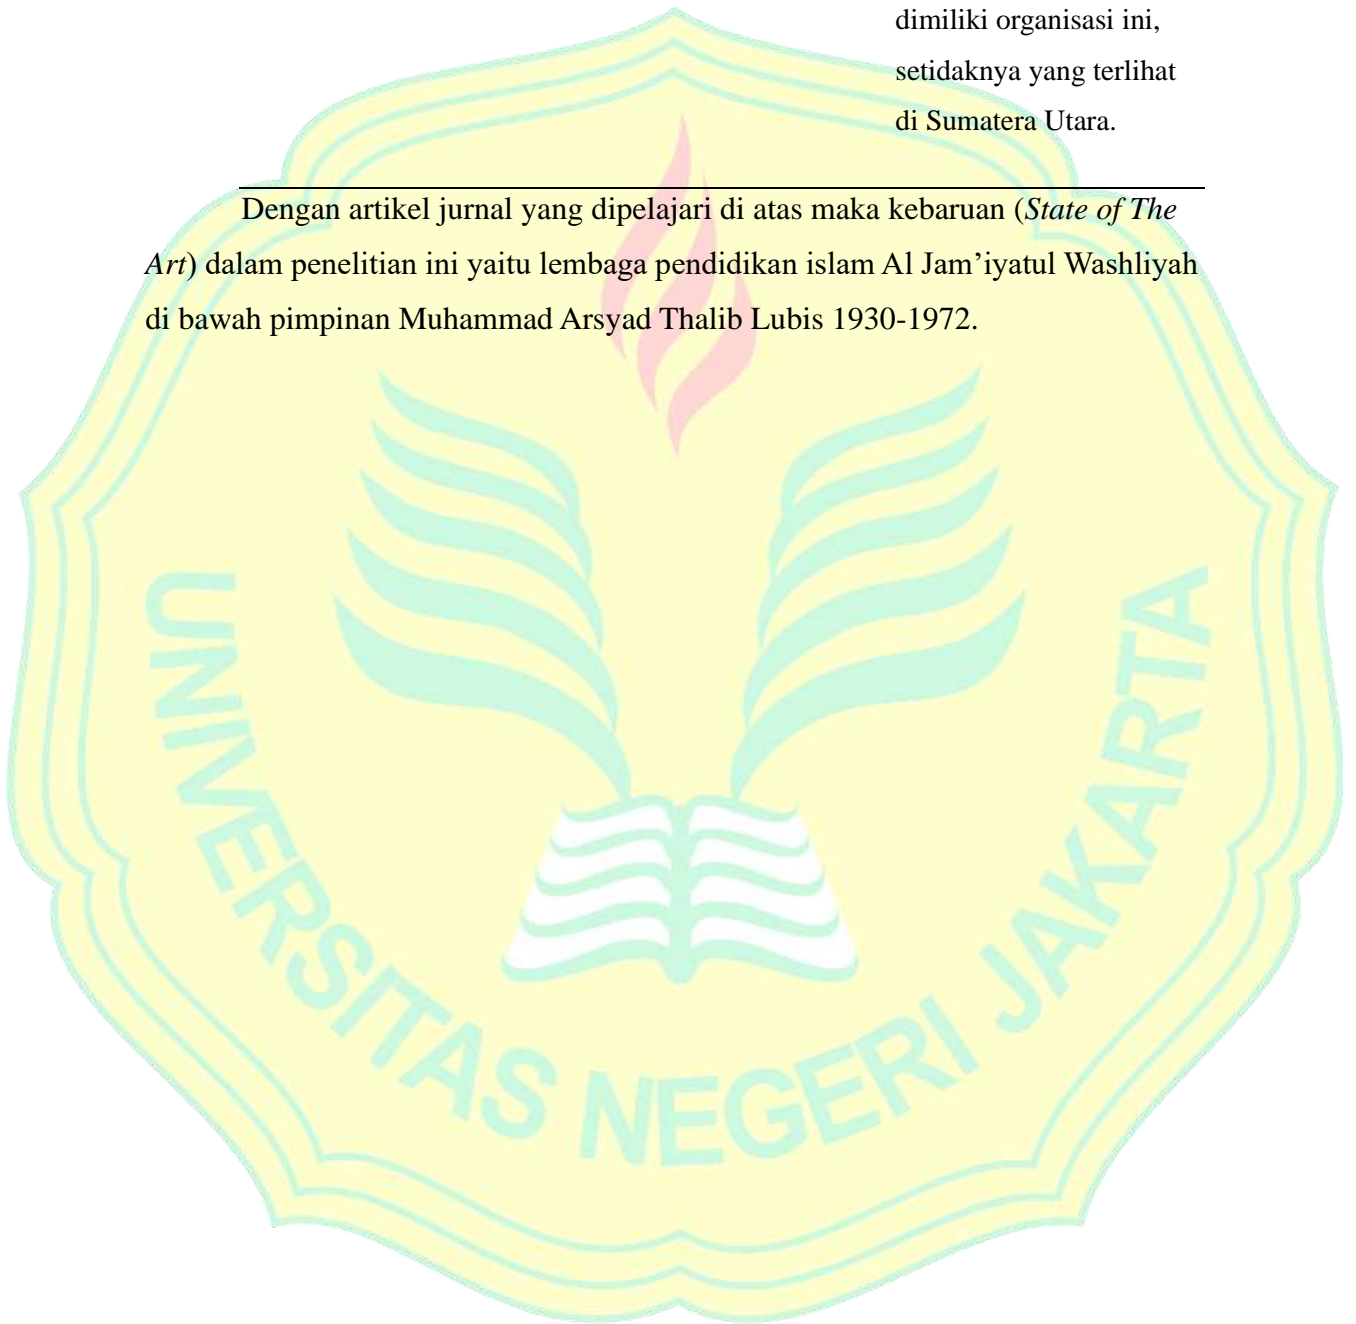 dimiliki organisasi ini,
setidaknya yang terlihat
di Sumatera Utara.
Dengan artikel jurnal yang dipelajari di atas maka kebaruan (State of The
Art) dalam penelitian ini yaitu lembaga pendidikan islam Al Jam’iyatul Washliyah
di bawah pimpinan Muhammad Arsyad Thalib Lubis 1930-1972.
UNIVERSITAS NEGERI JAKARTA